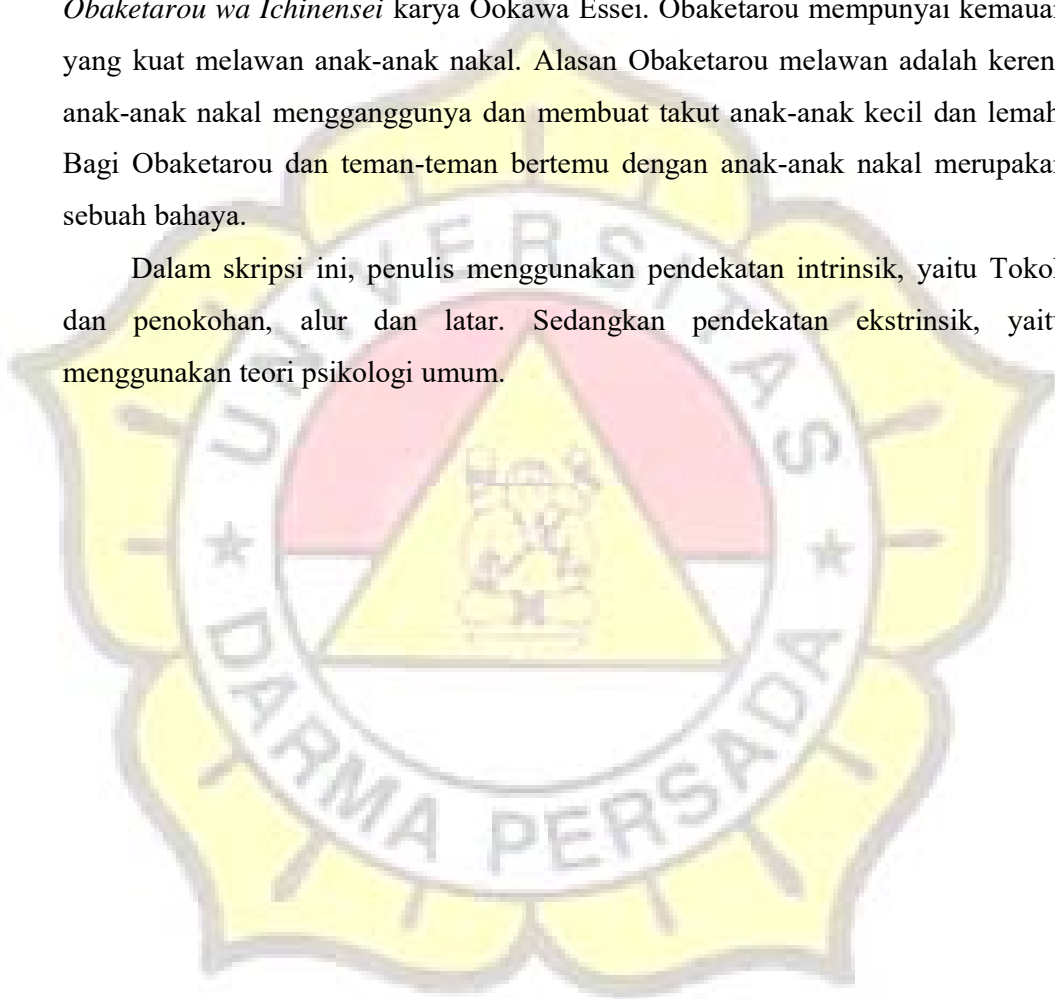 Obaketarou wa Ichinensei karya Ookawa Essei. Obaketarou mempunyai kemauan
yang kuat melawan anak-anak nakal. Alasan Obaketarou melawan adalah keren
anak-anak nakal mengganggunya dan membuat takut anak-anak kecil dan lemah
Bagi Obaketarou dan teman-teman bertemu dengan anak-anak nakal merupakan
sebuah bahaya.
Dalam skripsi ini, penulis menggunakan pendekatan intrinsik, yaitu Tokoh
dan penokohan, alur dan latar. Sedangkan pendekatan ekstrinsik, yaitu
menggunakan teori psikologi umum.
UNIVERSITAS
DARMA PERSADA